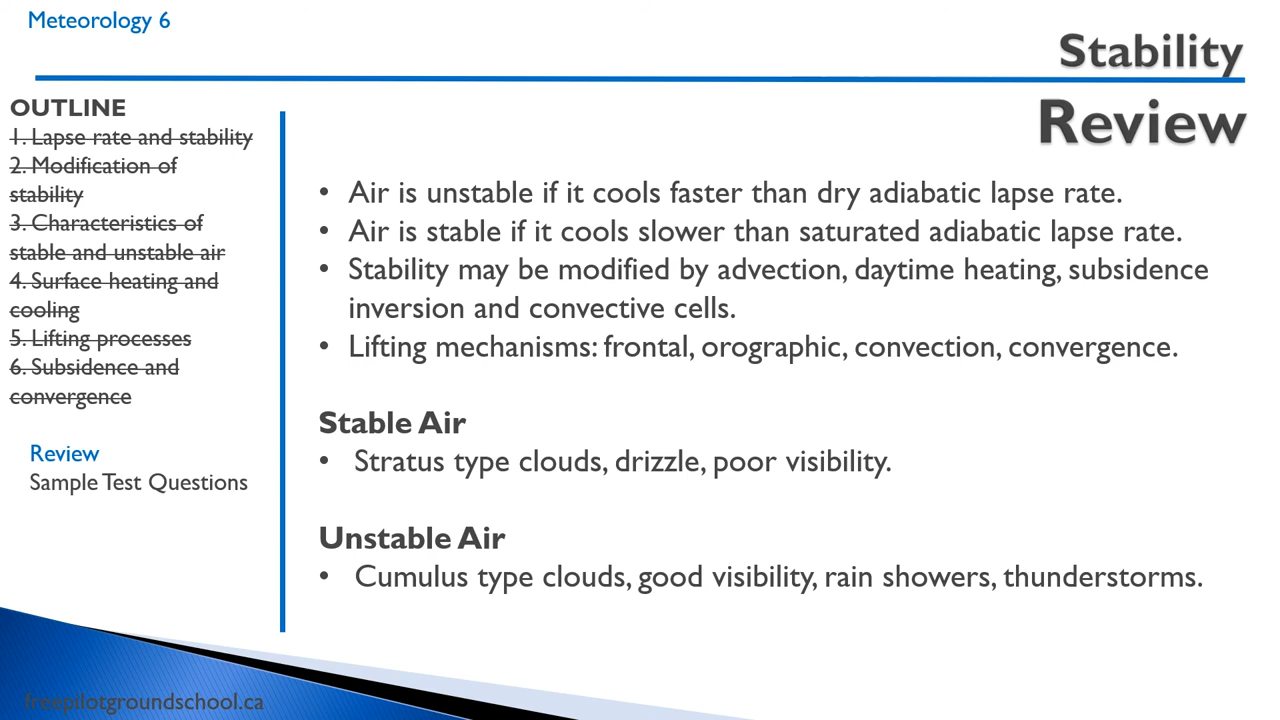 Meteorology 6
Stability
Review
OUTLINE
1. Lapse rate and stability
2. Modification of
stability
3. Characteristics of
stable and unstable air
4. Surface heating and
cooling
5. Lifting processes
6. Subsidence and
convergence
Review
Sample Test Questions
• Air is unstable if it cools faster than dry adiabatic lapse rate.
• Air is stable if it cools slower than saturated adiabatic lapse rate.
• Stability may be modified by advection, daytime heating, subsidence
inversion and convective cells.
• Lifting mechanisms: frontal, orographic, convection, convergence.
Stable Air
• Stratus type clouds, drizzle, poor visibility.
Unstable Air
• Cumulus type clouds, good visibility, rain showers, thunderstorms.
freepilotgroundschool.ca